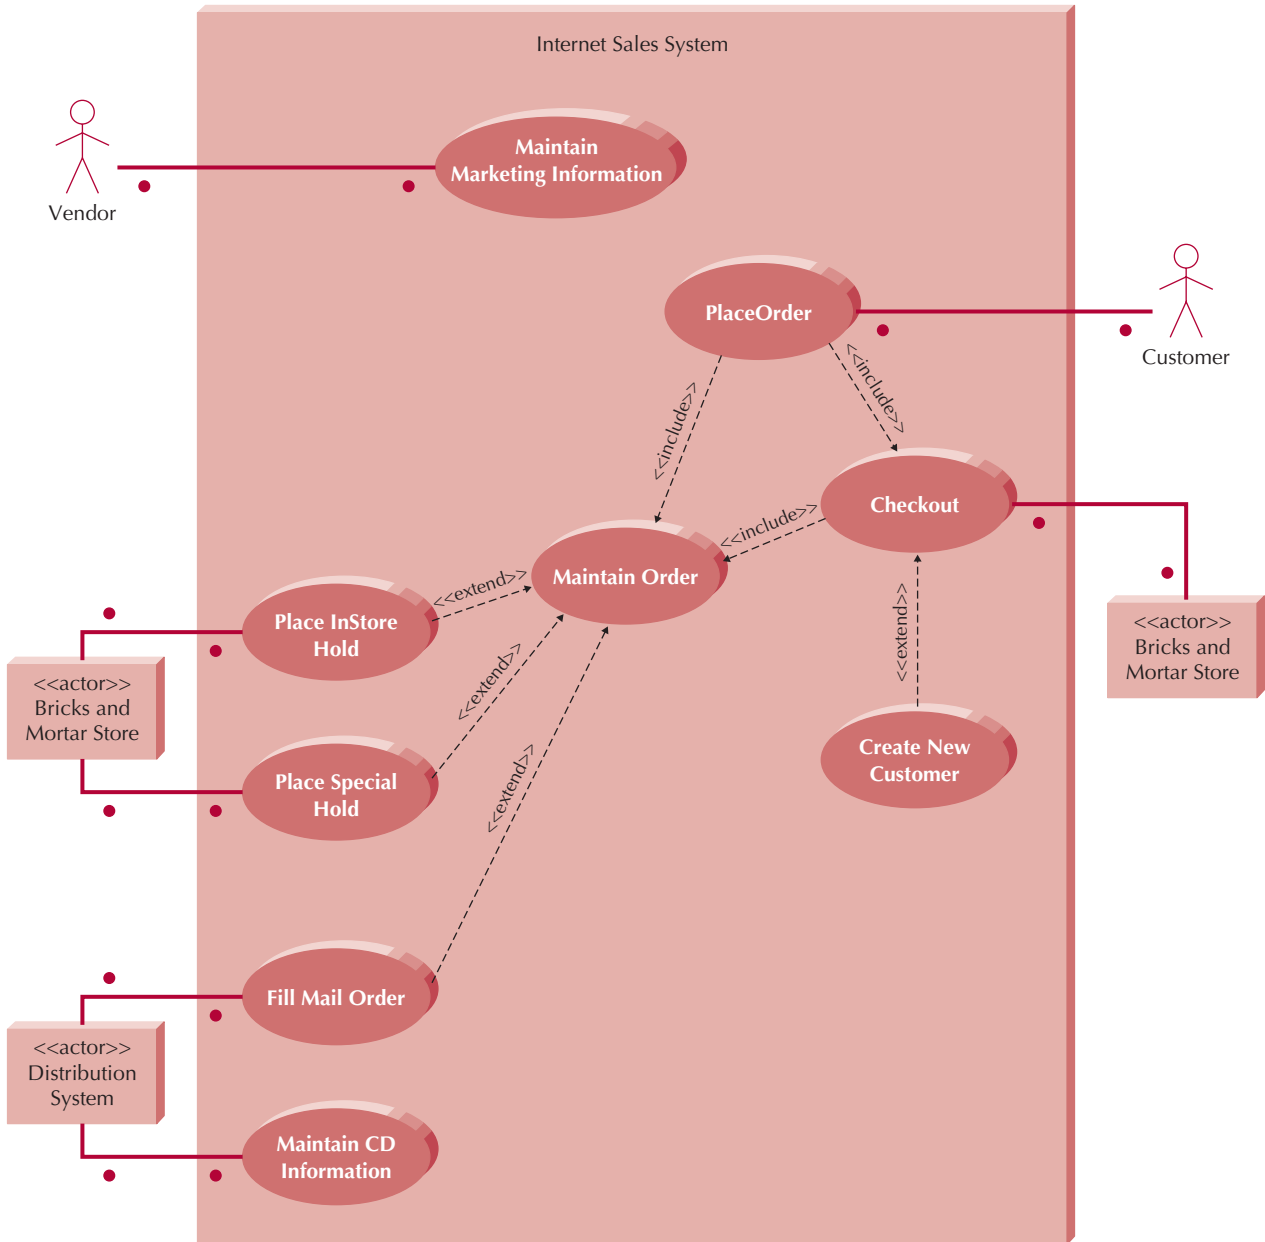 Internet Sales System
Maintain
Marketing Information
Vendor
PlaceOrder
Customer
<<include>>
<<include>>
Checkout
<<include>>
Maintain Order
<<extend>>
Place InStore
Hold
<<actor>>
Bricks and
Mortar Store
<<extend>>
<<extend>>
<<actor>>
Bricks and
Mortar Store
Create New
Customer
Place Special
Hold
<<extend>>
Fill Mail Order
<<actor>>
Distribution
System
Maintain CD
Information